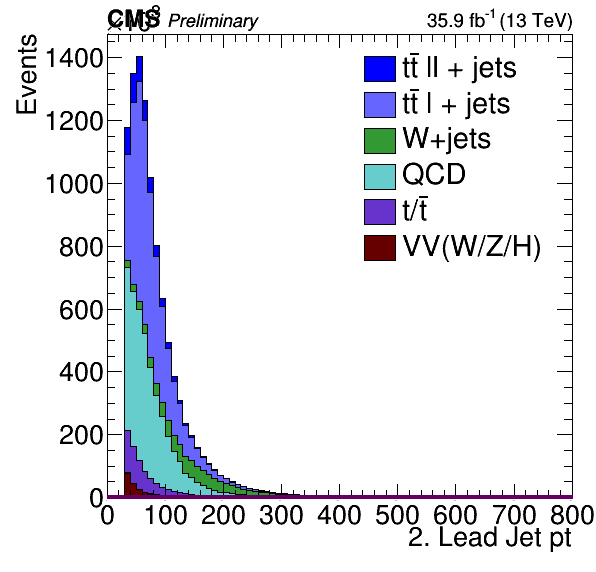 CMS Preliminary
35.9 fb-1 (13 TeV)
Events
1400
1200
1000
800
600
400
200
0
tt̄ ll + jets
tt̄ l + jets
W+jets
QCD
t/t̄
VV(W/Z/H)
0 100 200 300 400 500 600 700 800
2. Lead Jet pt